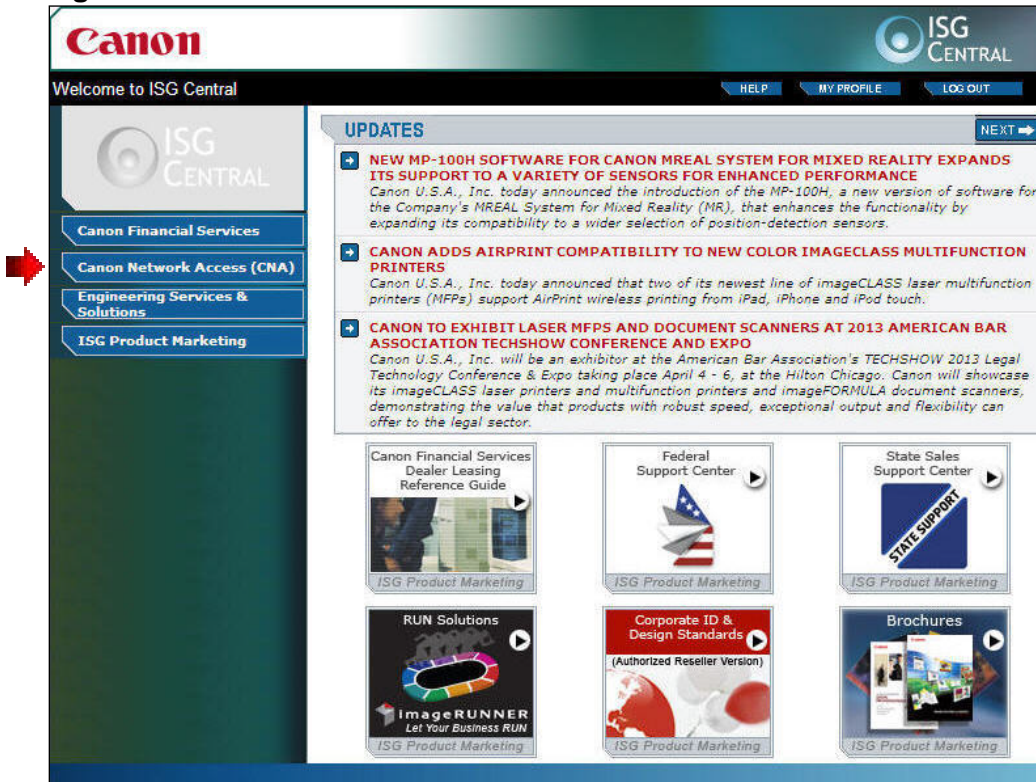 Canon
ISG
CENTRAL
Welcome to ISG Central
HELP
MY PROFILE
LOG OUT
ISG
CENTRAL
Canon Financial Services
Canon Network Access (CNA)
Engineering Services &
Solutions
ISG Product Marketing
UPDATES
NEXT
NEW MP-100H SOFTWARE FOR CANON MREAL SYSTEM FOR MIXED REALITY EXPANDS
ITS SUPPORT TO A VARIETY OF SENSORS FOR ENHANCED PERFORMANCE
Canon U.S.A., Inc. today announced the introduction of the MP-100H, a new version of software for
the Company's MREAL System for Mixed Reality (MR), that enhances the functionality by
expanding its compatibility to a wider selection of position-detection sensors.
CANON ADDS AIRPRINT COMPATIBILITY TO NEW COLOR IMAGECLASS MULTIFUNCTION
PRINTERS
Canon U.S.A., Inc. today announced that two of its newest line of imageCLASS laser multifunction
printers (MFPs) support AirPrint wireless printing from iPad, iPhone and iPod touch.
CANON TO EXHIBIT LASER MFPS AND DOCUMENT SCANNERS AT 2013 AMERICAN BAR
ASSOCIATION TECHSHOW CONFERENCE AND EXPO
Canon U.S.A., Inc. will be an exhibitor at the American Bar Association's TECHSHOW 2013 Legal
Technology Conference & Expo taking place April 4 - 6, at the Hilton Chicago. Canon will showcase
its imageCLASS laser printers and multifunction printers and imageFORMULA document scanners,
demonstrating the value that products with robust speed, exceptional output and flexibility can
offer to the legal sector.
Canon Financial Services
Dealer Leasing
Reference Guide
ISG Product Marketing
Federal
Support Center
ISG Product Marketing
State Sales
Support Center
STATE SUPPORT
ISG Product Marketing
RUN Solutions
imageRUNNER
Let Your Business RUN
ISG Product Marketing
Corporate ID &
Design Standards
(Authorized Reseller Version)
ISG Product Marketing
Brochures
ISG Product Marketing